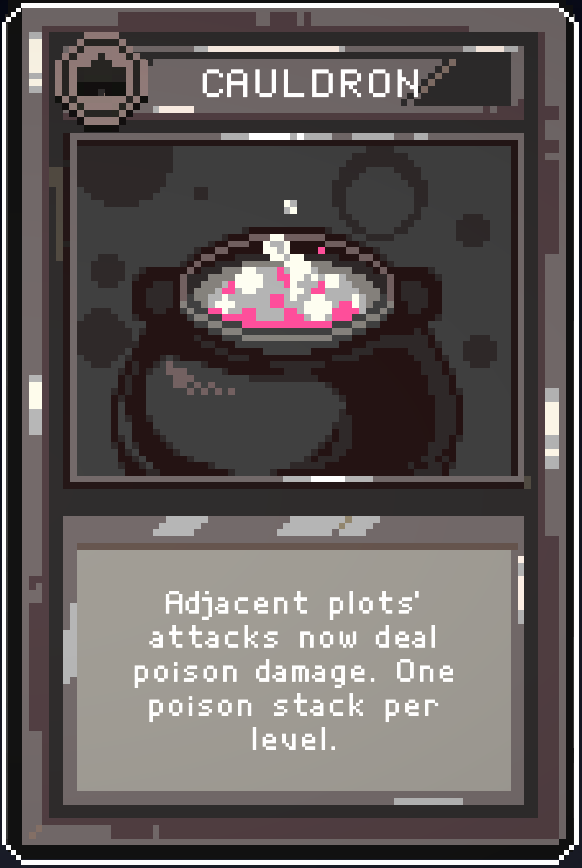 CAULDRON
Adjacent plots'
attacks now deal
poison damage. One
poison stack per
level.